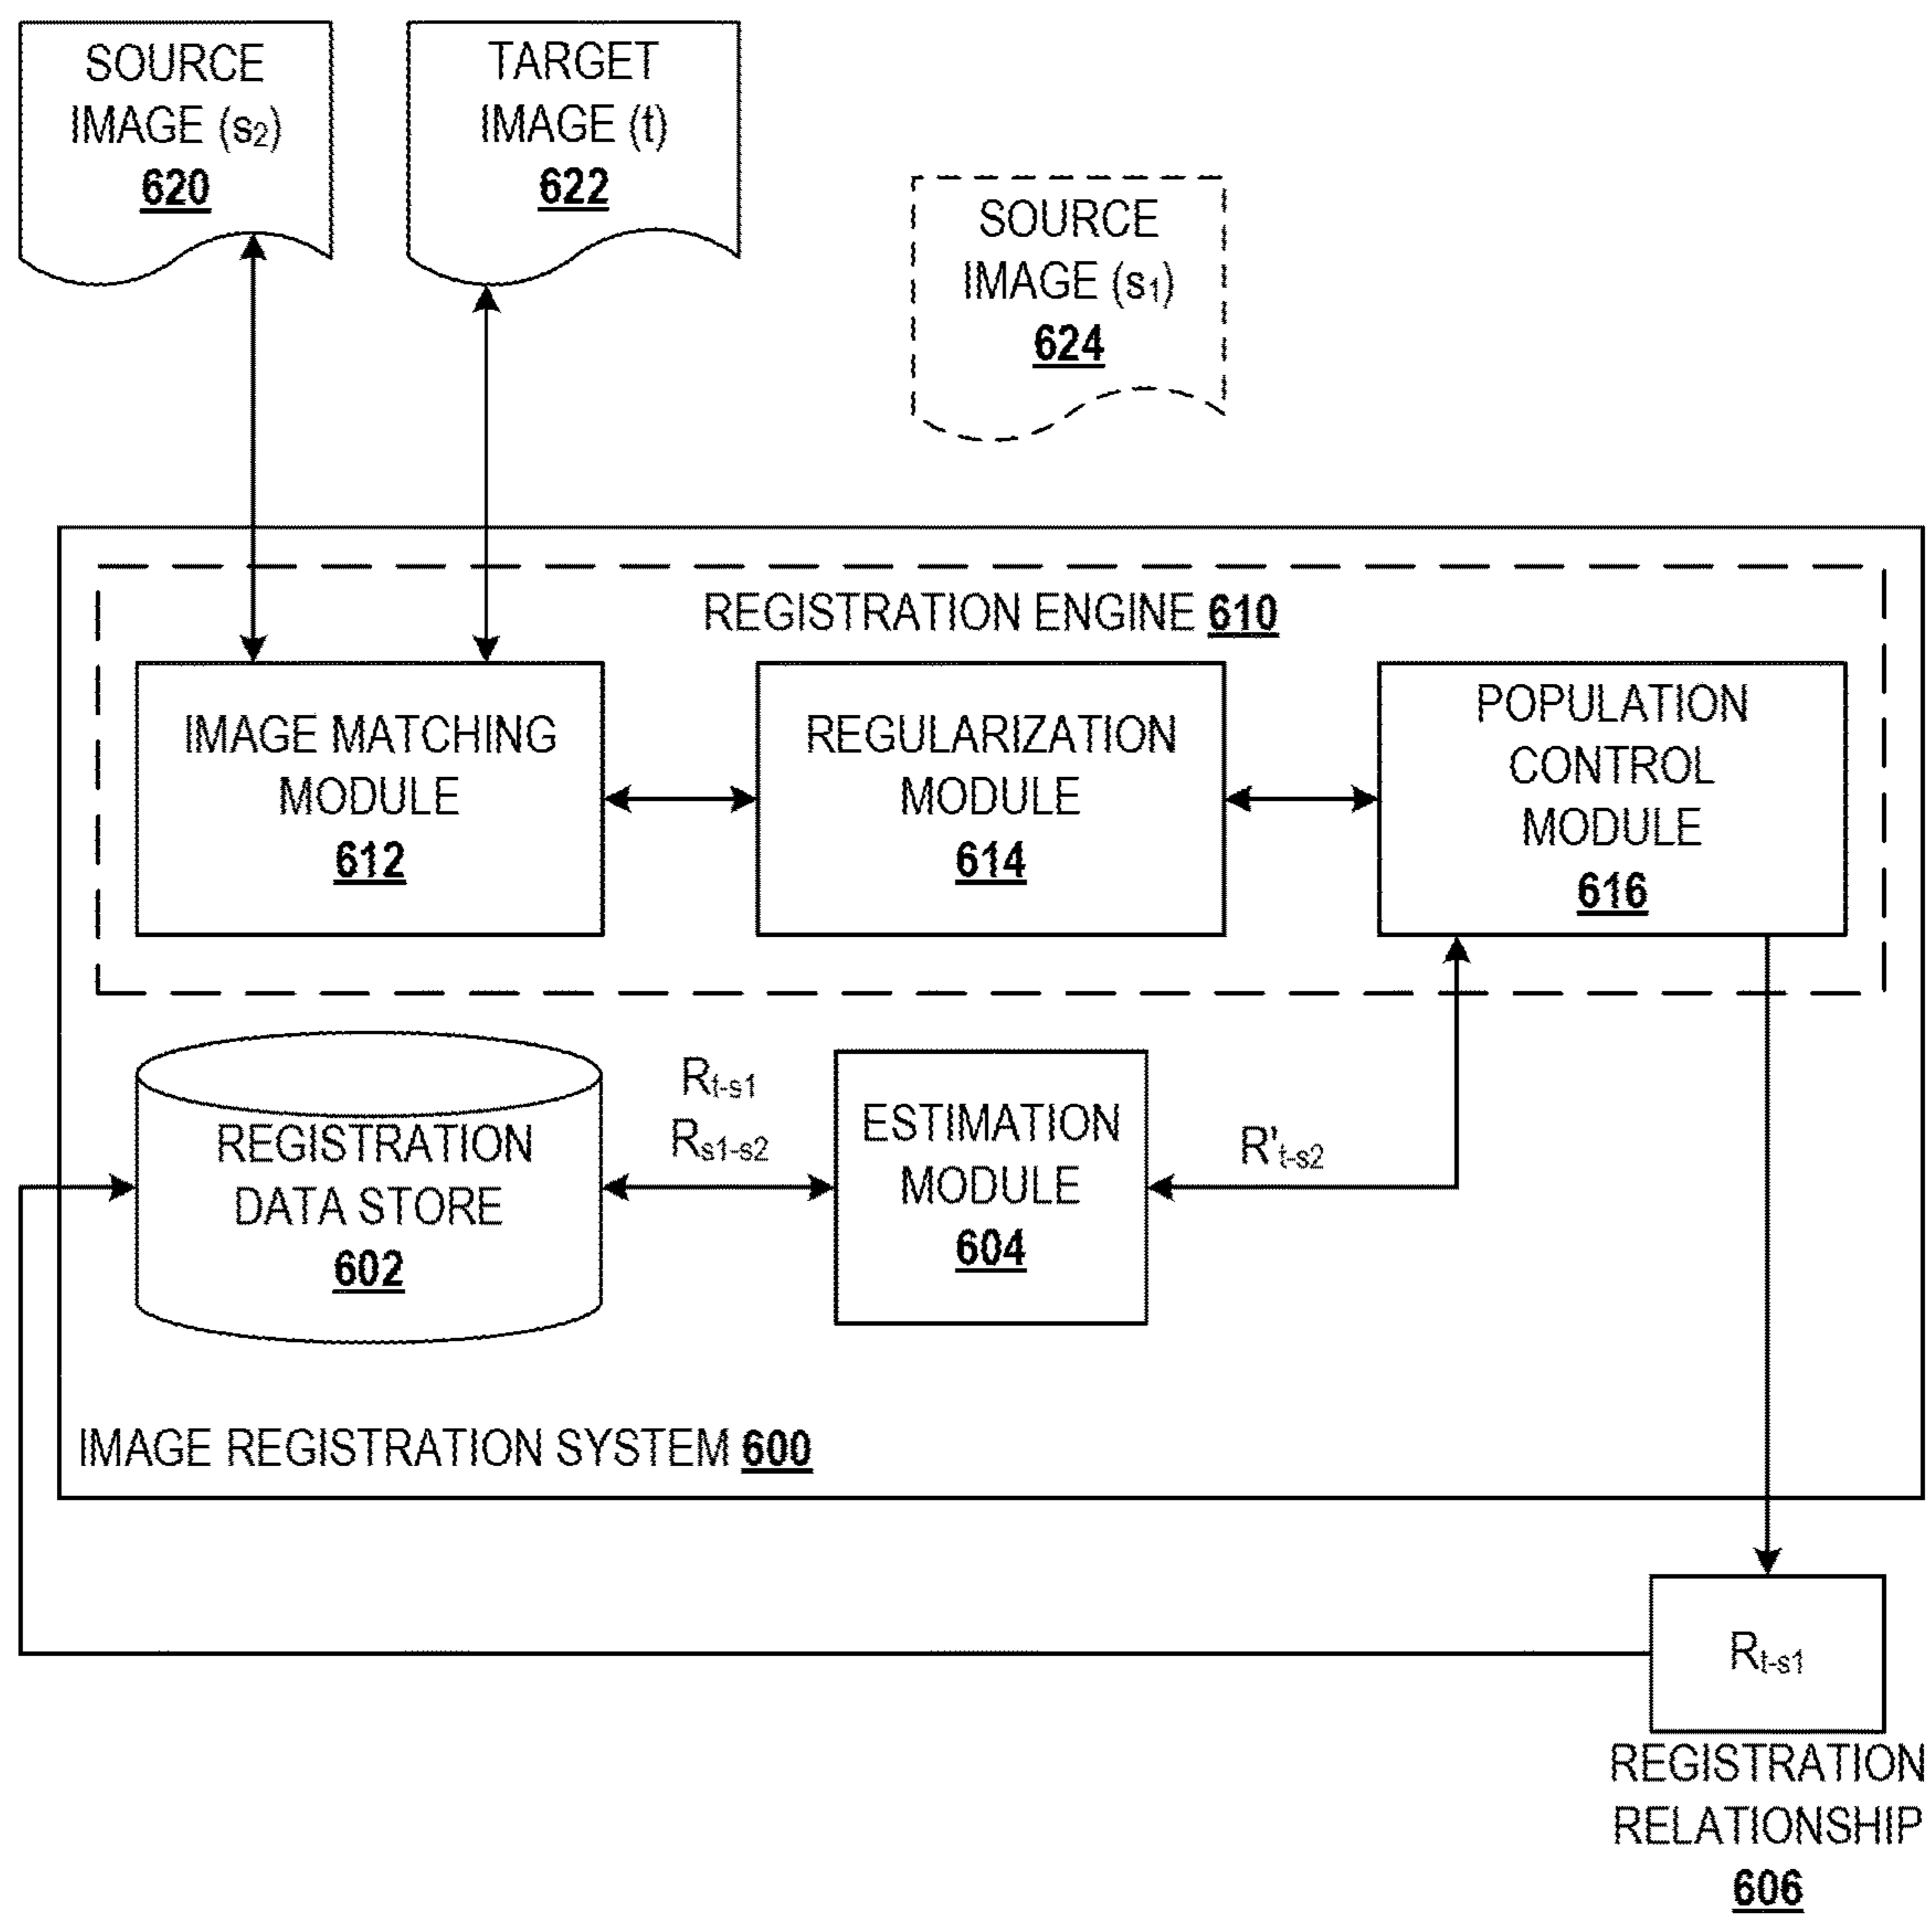 SOURCE
IMAGE (s2)
620
TARGET
IMAGE (t)
622
SOURCE
IMAGE (s1)
624
REGISTRATION ENGINE 610
IMAGE MATCHING
MODULE
612
REGULARIZATION
MODULE
614
POPULATION
CONTROL
MODULE
616
REGISTRATION
DATA STORE
602
Rt-s1
Rs1-s2
ESTIMATION
MODULE
604
R't-s2
IMAGE REGISTRATION SYSTEM 600
Rt-s1
REGISTRATION
RELATIONSHIP
606